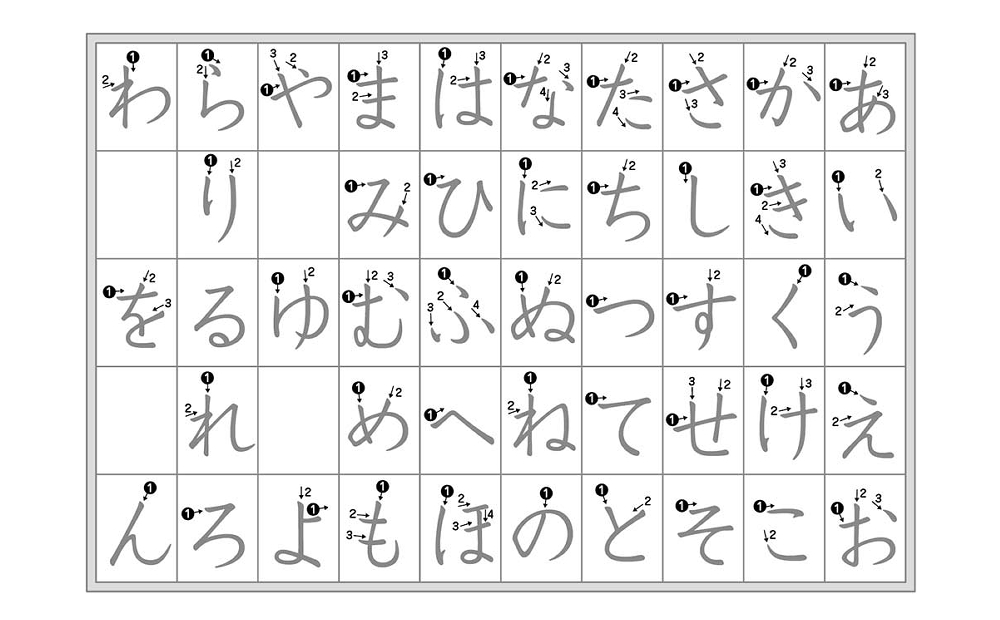 あいうえお
かきくけこ
さしすせそ
たちつてと
なにぬねの
はひふへほ
まみむめも
やゆよ
らりるれろ
わをん